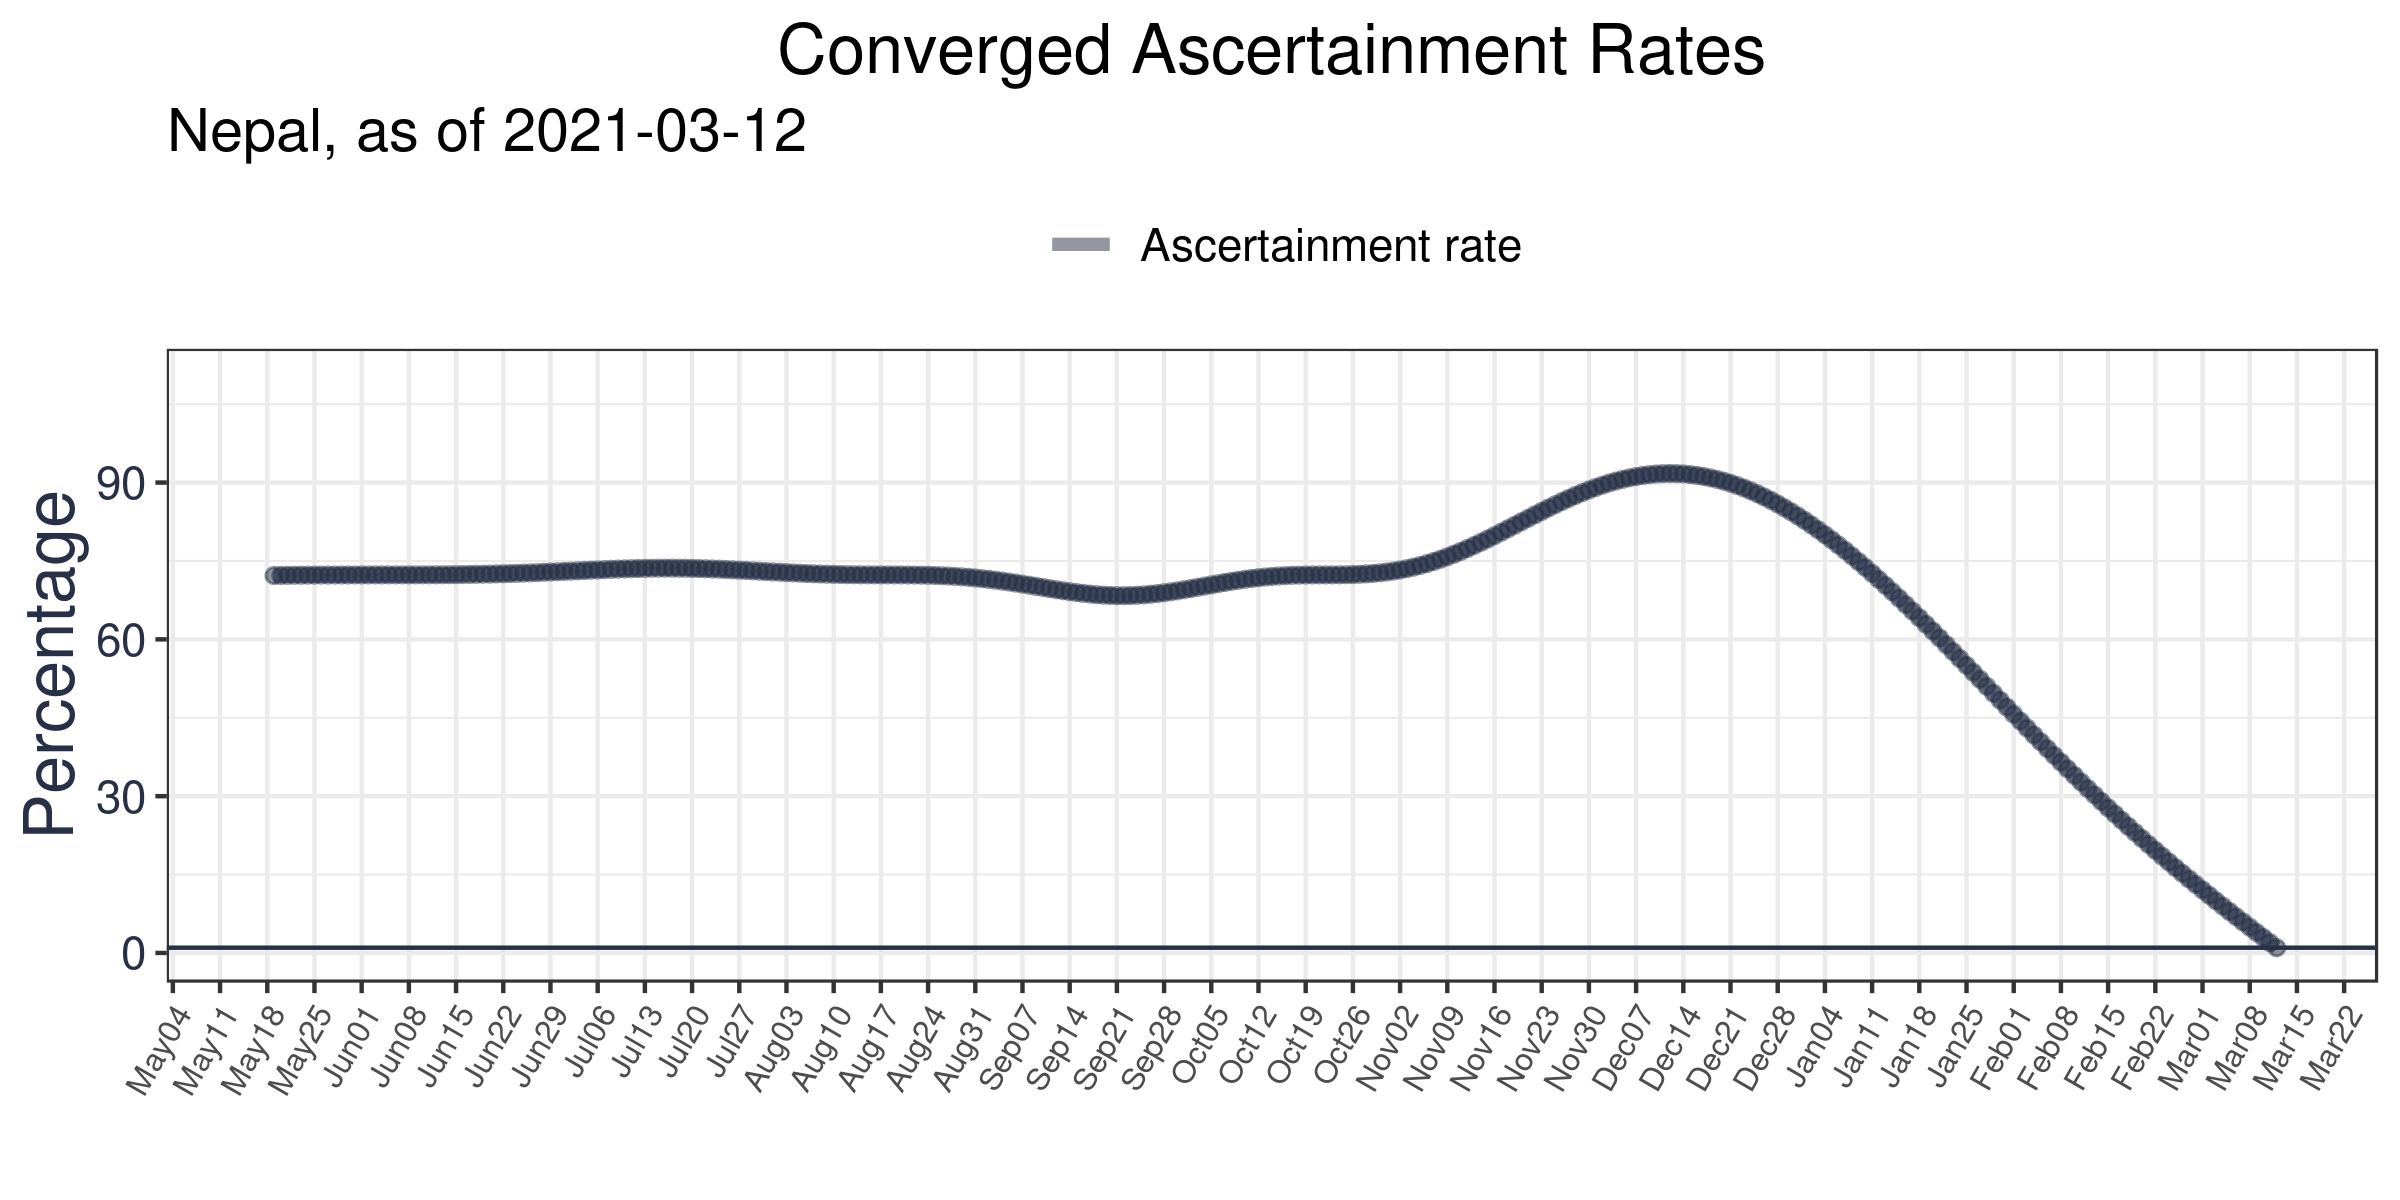 Converged Ascertainment Rates
Nepal, as of 2021-03-12
Ascertainment rate
Percentage
90
60
30
0
May04 May11 May18 May25 Jun01 Jun08 Jun15 Jun22 Jun29 Jul06 Jul13 Jul20 Jul27 Aug03 Aug10 Aug17 Aug24 Aug31 Sep07 Sep14 Sep21 Sep28 Oct05 Oct12 Oct19 Oct26 Nov02 Nov09 Nov16 Nov23 Nov30 Dec07 Dec14 Dec21 Dec28 Jan04 Jan11 Jan18 Jan25 Feb01 Feb08 Feb15 Feb22 Mar01 Mar08 Mar15 Mar22